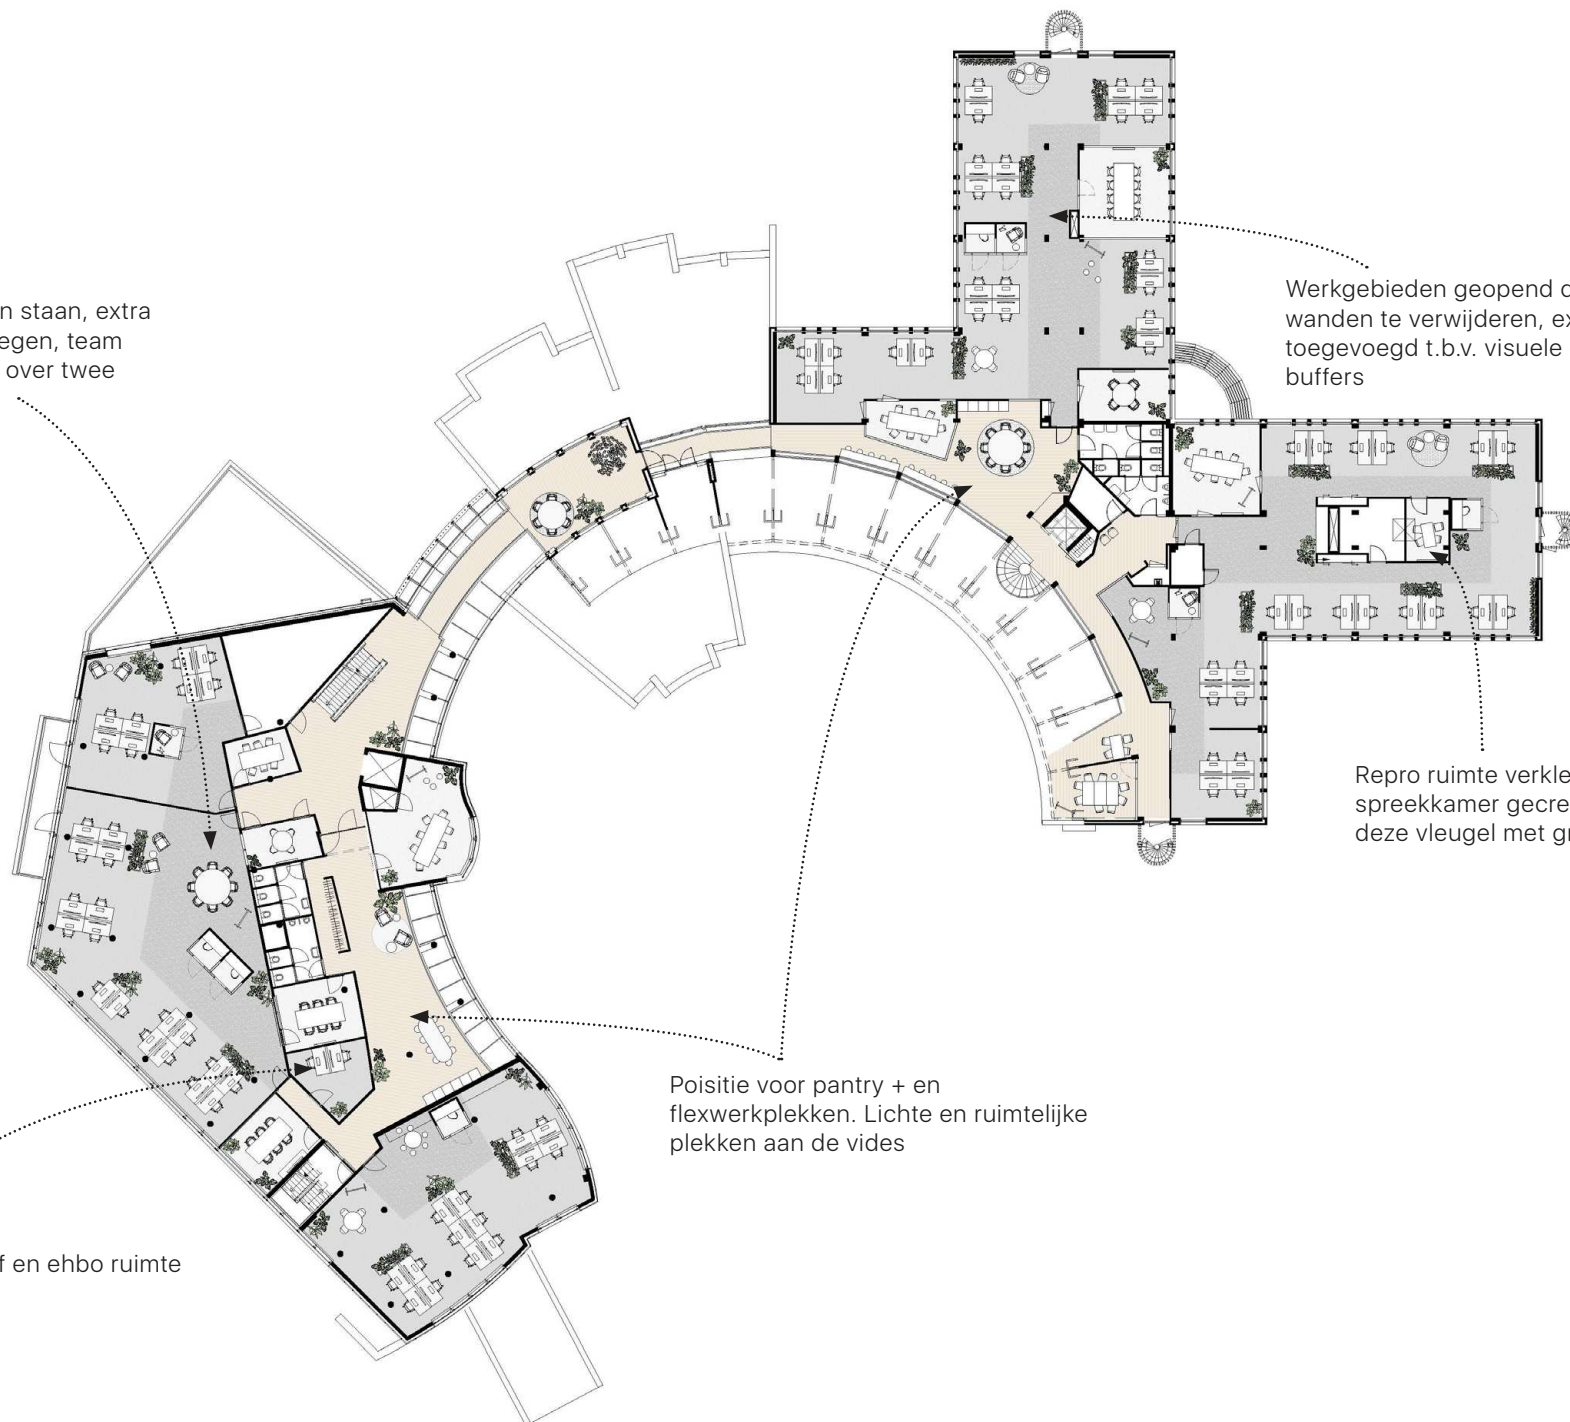 n staan, extra
egen, team
over twee
Werkgebieden geopend d
wanden te verwijderen, ex
toegevoegd t.b.v. visuele
buffers
Repro ruimte verkle
spreekkamer gecre
deze vleugel met gr
Poisitie voor pantry + en
flexwerkplekken. Lichte en ruimtelijke
plekken aan de vides
f en ehbo ruimte